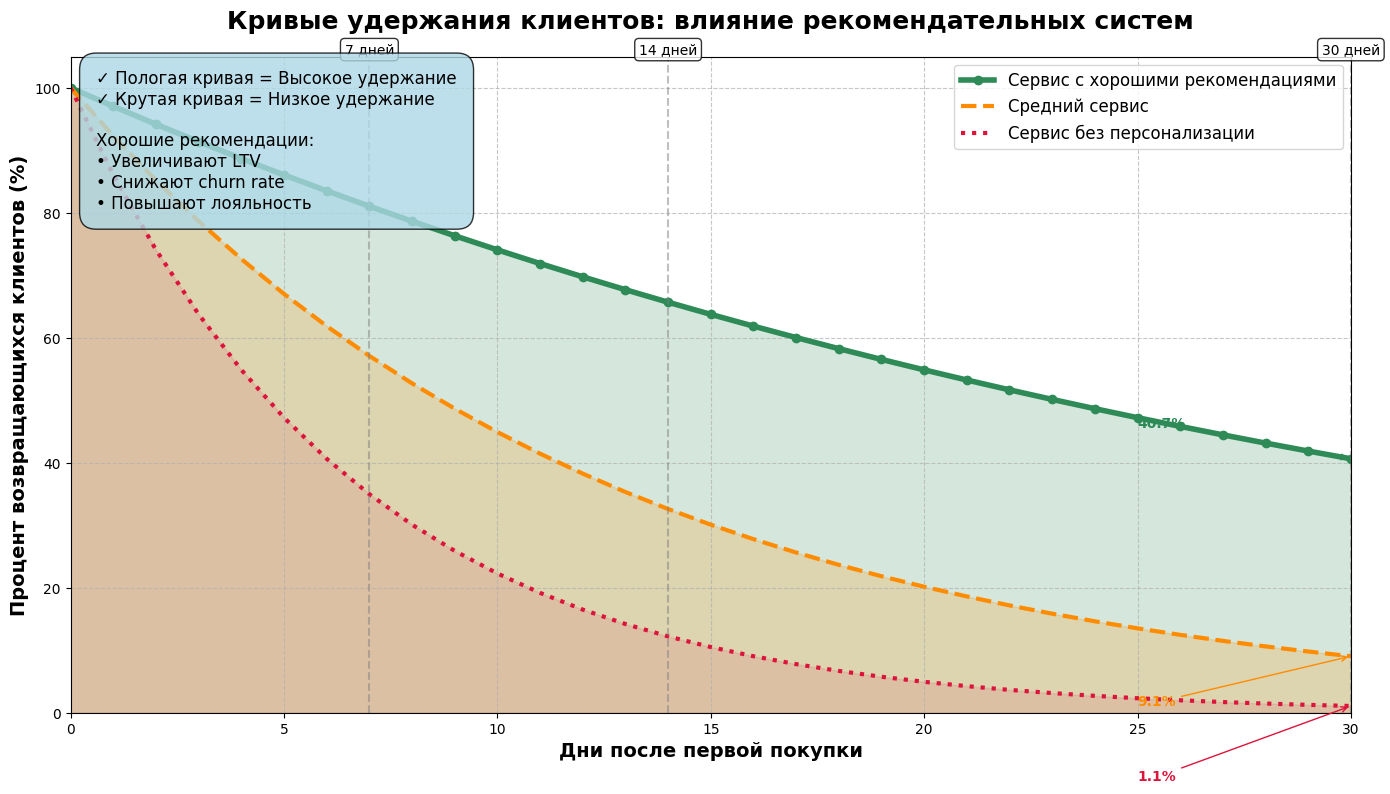 Кривые удержания клиентов: влияние рекомендательных систем
7 дней
14 дней
30 дней
✓ Пологая кривая = Высокое удержание
✓ Крутая кривая = Низкое удержание
Хорошие рекомендации:
• Увеличивают LTV
• Снижают churn rate
• Повышают лояльность
Сервис с хорошими рекомендациями
Средний сервис
Сервис без персонализации
Процент возвращающихся клиентов (%)
100
80
60
40
20
0
9.1%
1.1%
0
5
10
15
20
25
30
Дни после первой покупки